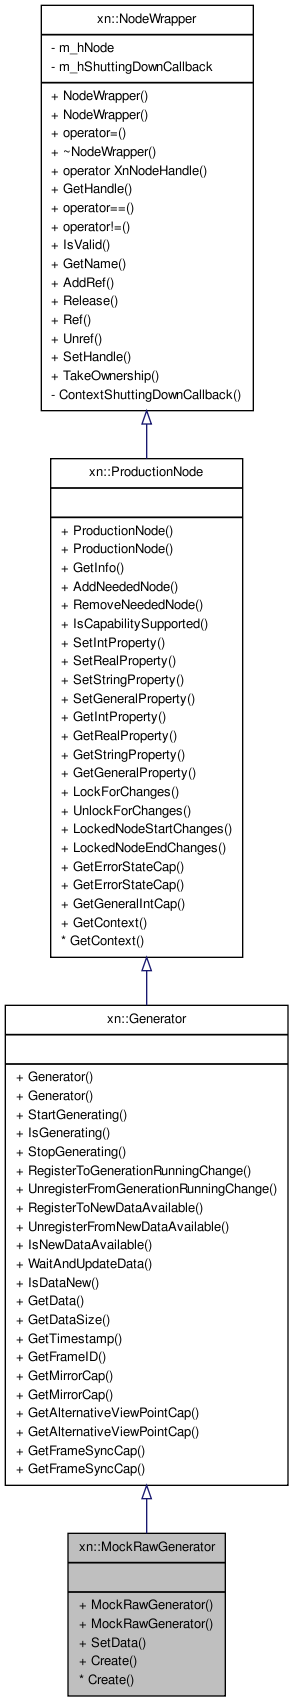 xn::NodeWrapper
- m_hNode
- m_hShuttingDownCallback
+ NodeWrapper()
+ NodeWrapper()
+ operator=()
+ ~NodeWrapper()
+ operator XnNodeHandle()
+ GetHandle()
+ operator==()
+ operator!=()
+ IsValid()
+ GetName()
+ AddRef()
+ Release()
+ Ref()
+ Unref()
+ SetHandle()
+ TakeOwnership()
- ContextShuttingDownCallback()
xn::ProductionNode
+ ProductionNode()
+ ProductionNode()
+ GetInfo()
+ AddNeededNode()
+ RemoveNeededNode()
+ IsCapabilitySupported()
+ SetIntProperty()
+ SetRealProperty()
+ SetStringProperty()
+ SetGeneralProperty()
+ GetIntProperty()
+ GetRealProperty()
+ GetStringProperty()
+ GetGeneralProperty()
+ LockForChanges()
+ UnlockForChanges()
+ LockedNodeStartChanges()
+ LockedNodeEndChanges()
+ GetErrorStateCap()
+ GetErrorStateCap()
+ GetGeneralIntCap()
+ GetContext()
* GetContext()
xn::Generator
+ Generator()
+ Generator()
+ StartGenerating()
+ IsGenerating()
+ StopGenerating()
+ RegisterToGenerationRunningChange()
+ UnregisterFromGenerationRunningChange()
+ RegisterToNewDataAvailable()
+ UnregisterFromNewDataAvailable()
+ IsNewDataAvailable()
+ WaitAndUpdateData()
+ IsDataNew()
+ GetData()
+ GetDataSize()
+ GetTimestamp()
+ GetFrameID()
+ GetMirrorCap()
+ GetMirrorCap()
+ GetAlternativeViewPointCap()
+ GetAlternativeViewPointCap()
+ GetFrameSyncCap()
+ GetFrameSyncCap()
xn::MockRawGenerator
+ MockRawGenerator()
+ MockRawGenerator()
+ SetData()
+ Create()
* Create()